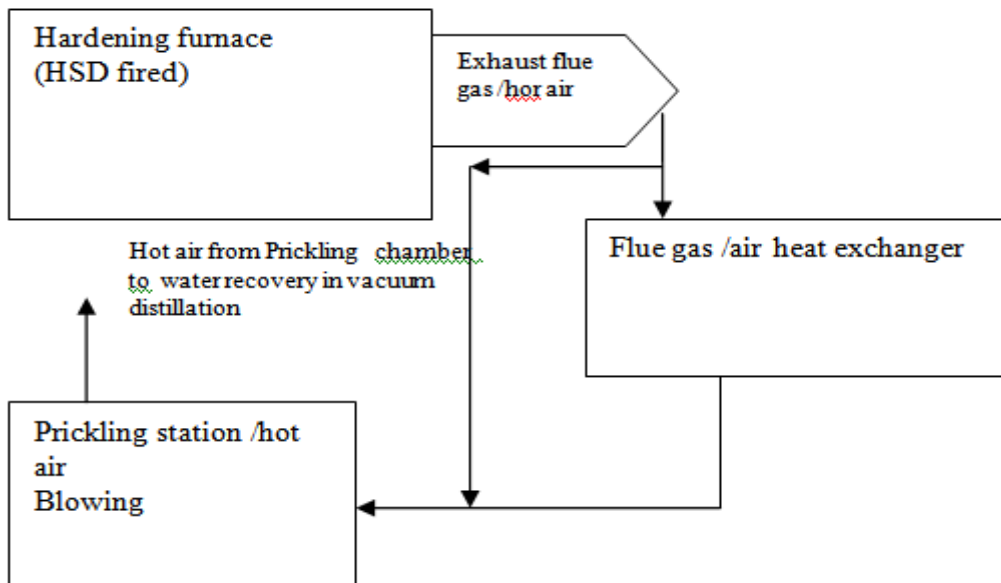 Hardening furnace
(HSD fired)
Exhaust flue
gas /hor air
Hot air from Prickling chamber
to water recovery in vacuum
distillation
Flue gas /air heat exchanger
Prickling station /hot
air
Blowing